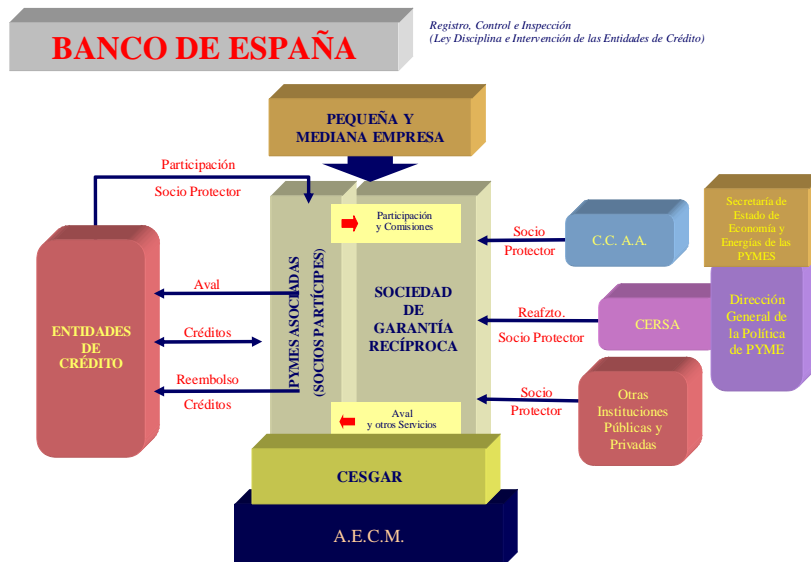 BANCO DE ESPAÑA
Registro, Control e Inspección
(Ley Disciplina e Intervención de las Entidades de Crédito)
PEQUEÑA Y
MEDIANA EMPRESA
Participación
Socio Protector
Participación
y Comisiones
Socio
Protector
C.C. A.A.
Secretaría de
Estado de
Economía y
Energías de las
PYMES
ENTIDADES
DE
CRÉDITO
Aval
Créditos
Reembolso
Créditos
PYMES ASOCIADAS
(SOCIOS PARTÍCIPES)
SOCIEDAD
DE
GARANTÍA
RECÍPROCA
Reafzto.
Socio Protector
CERSA
Dirección
General de
la Política
de PYME
Socio
Protector
Otras
Instituciones
Públicas y
Privadas
Aval
y otros Servicios
CESGAR
A.E.C.M.